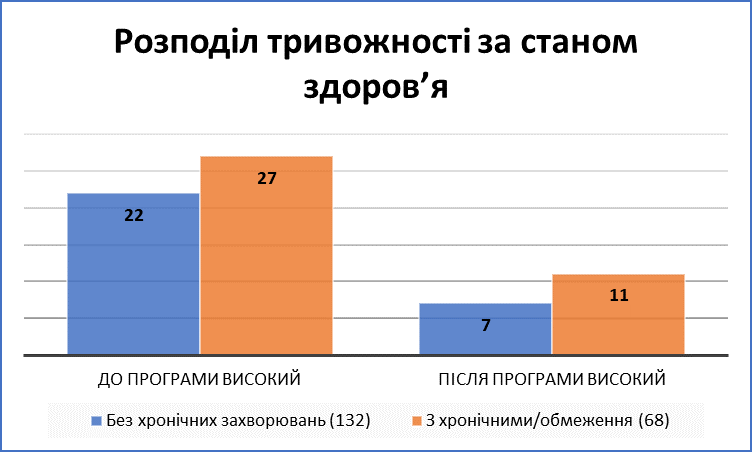 Розподіл тривожності за станом
здоров’я
22
27
7
11
ДО ПРОГРАМИ ВИСОКИЙ
ПІСЛЯ ПРОГРАМИ ВИСОКИЙ
Без хронічних захворювань (132)
З хронічними/обмеження (68)